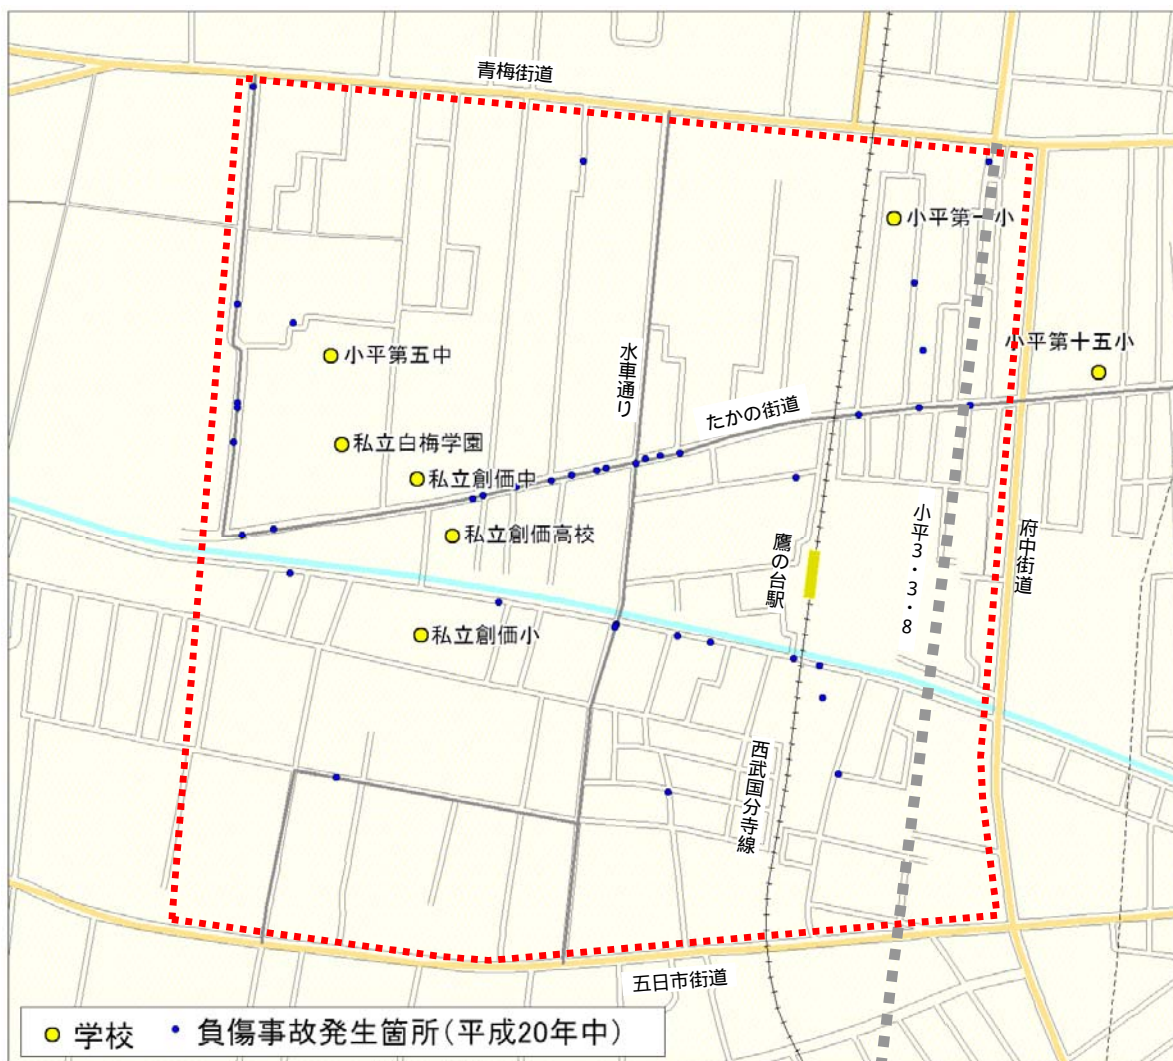 青梅街道
小平第一小
小平第十五小
小平第五中
水車通り
たかの街道
私立白梅学園
私立創価中
私立創価高校
小平3・3・8
府中街道
鷹の台駅
私立創価小
西武国分寺線
五日市街道
学校
負傷事故発生箇所(平成20年中)